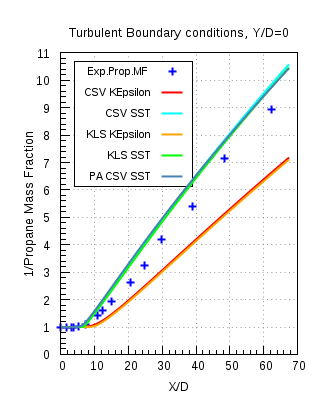 Turbulent Boundary conditions, Y/D=0
11
10
9
8
7
6
5
4
3
2
1
0
1/Propane Mass Fraction
Exp.Prop.MF
CSV KEpsilon
CSV SST
KLS KEpsilon
KLS SST
PA CSV SST
0 10 20 30 40 50 60 70
X/D